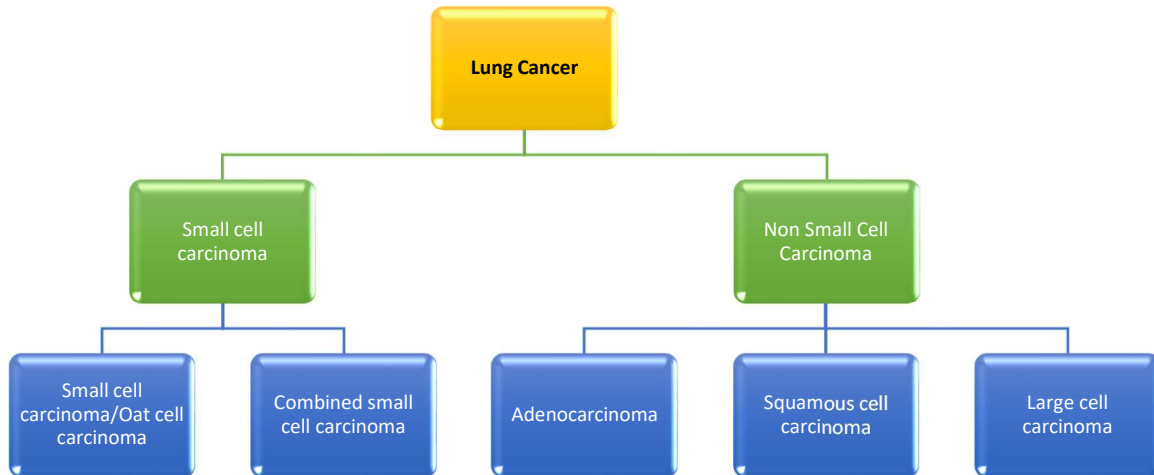 Lung Cancer
Small cell
carcinoma
Non Small Cell
Carcinoma
Small cell
carcinoma/Oat cell
carcinoma
Combined small
cell carcinoma
Adenocarcinoma
Squamous cell
carcinoma
Large cell
carcinoma